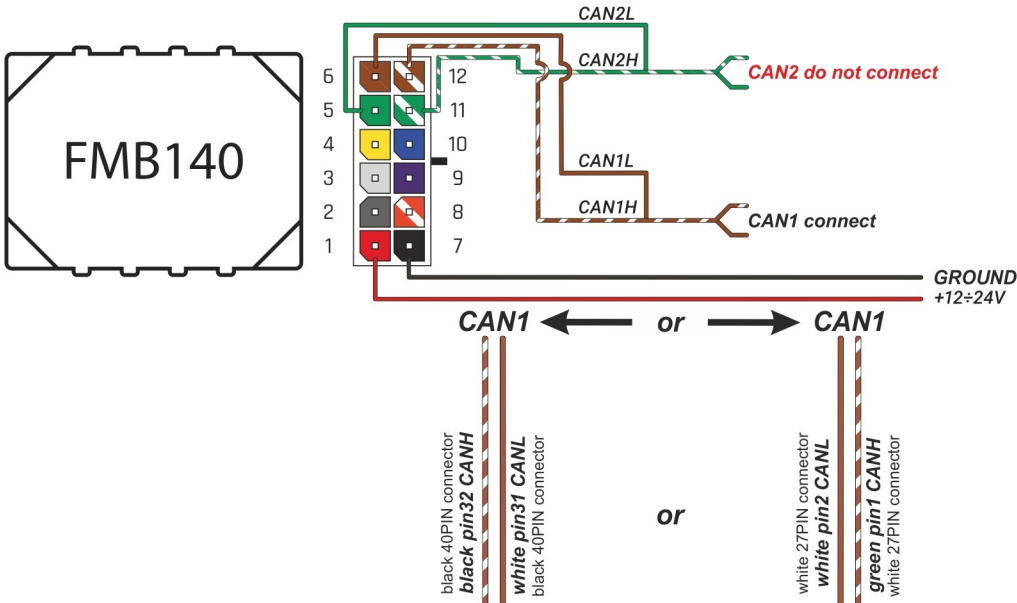 FMB140
6
5
4
3
2
1
12
11
10
9
8
7
CAN2L
CAN2H
CAN2 do not connect
CAN1L
CAN1H
CAN1 connect
GROUND
+12÷24V
CAN1
or
CAN1
black 40PIN connector
black pin32 CANH
white pin31 CANL
black 40PIN connector
or
white 27PIN connector
white pin2 CANL
green pin1 CANH
white 27PIN connector